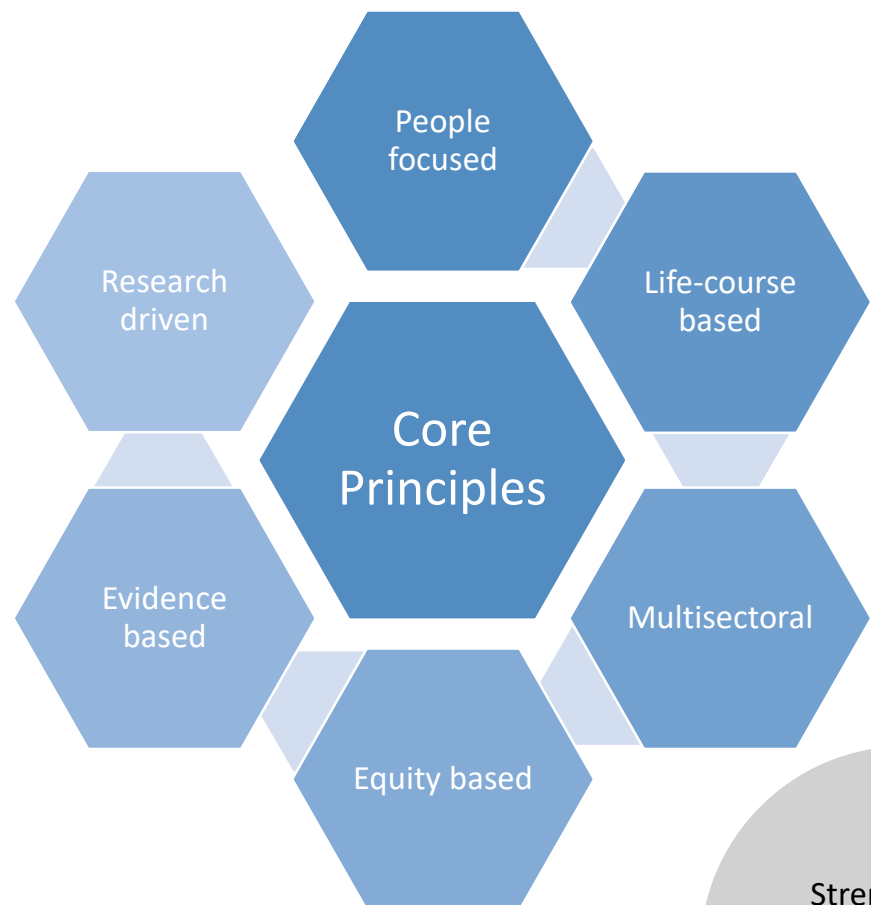 People
focused
Life-course
based
Multisectoral
Equity based
Evidence
based
Research
driven
Core
Principles